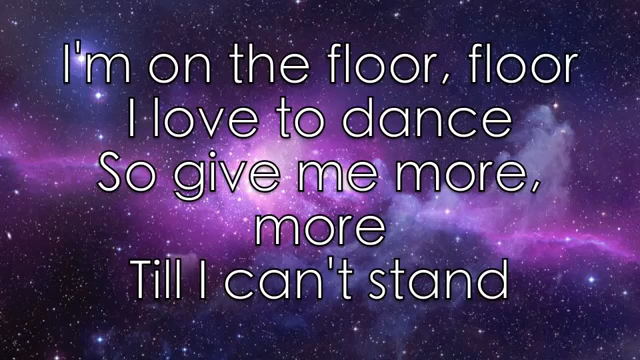 I'm on the floor, floor
I love to dance
So give me more,
more
Till I can't stand